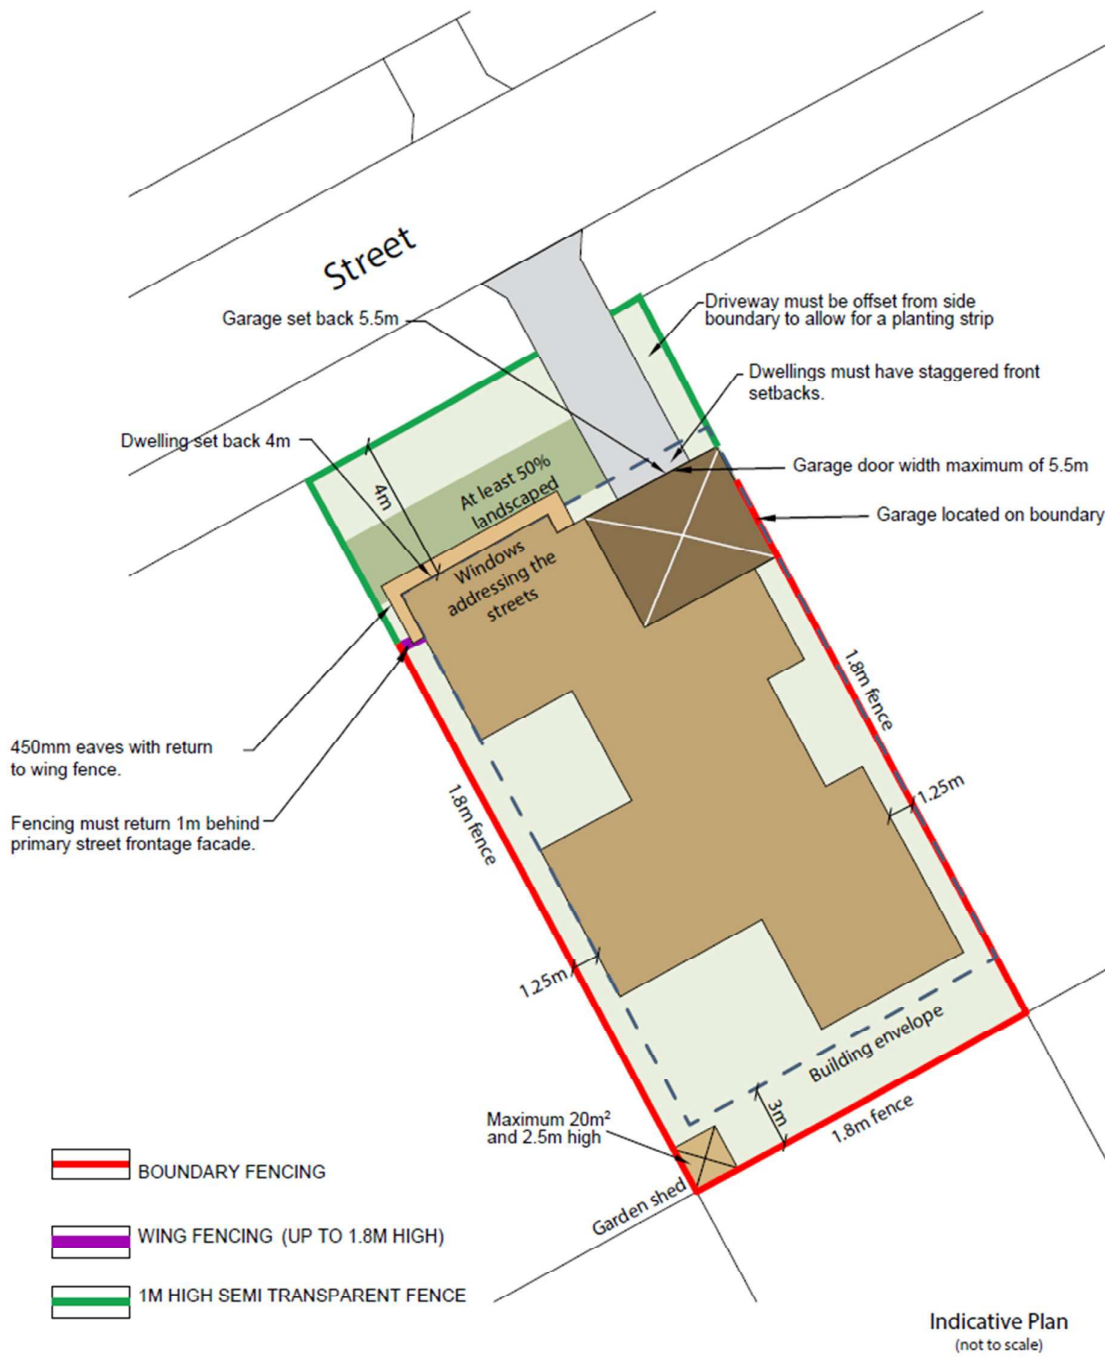 Street
Garage set back 5.5m
Driveway must be offset from side
boundary to allow for a planting strip
Dwellings must have staggered front
setbacks.
Dwelling set back 4m
4m
At least 50%
landscaped
Garage door width maximum of 5.5m
Garage located on boundary
Windows
addressing the
streets
1.8m fence
450mm eaves with return
to wing fence.
1.8m fence
1.25m
Fencing must return 1m behind
primary street frontage facade.
1.25m
Building envelope
3m
1.8m fence
Maximum 20m²
and 2.5m high
Garden shed
BOUNDARY FENCING
WING FENCING (UP TO 1.8M HIGH)
1M HIGH SEMI TRANSPARENT FENCE
Indicative Plan
(not to scale)